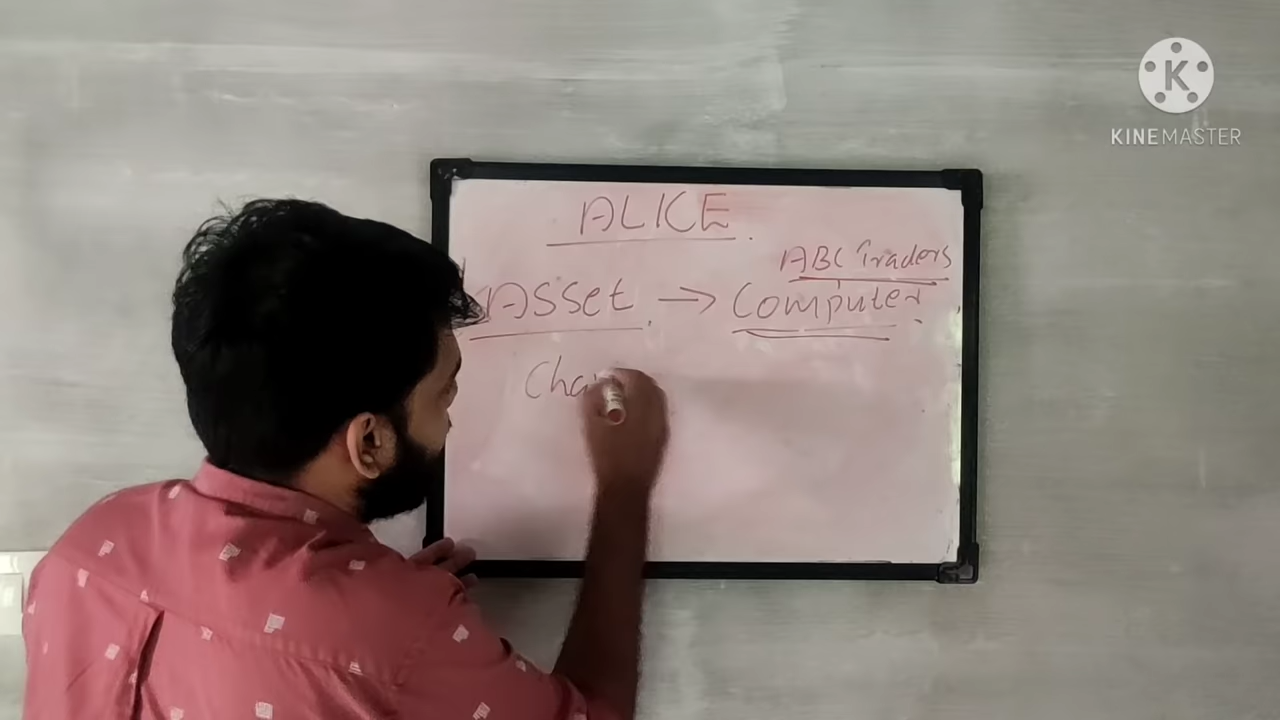 ALICE
ABC Traders
Asset → Computer
Cha
K
KINEMASTER